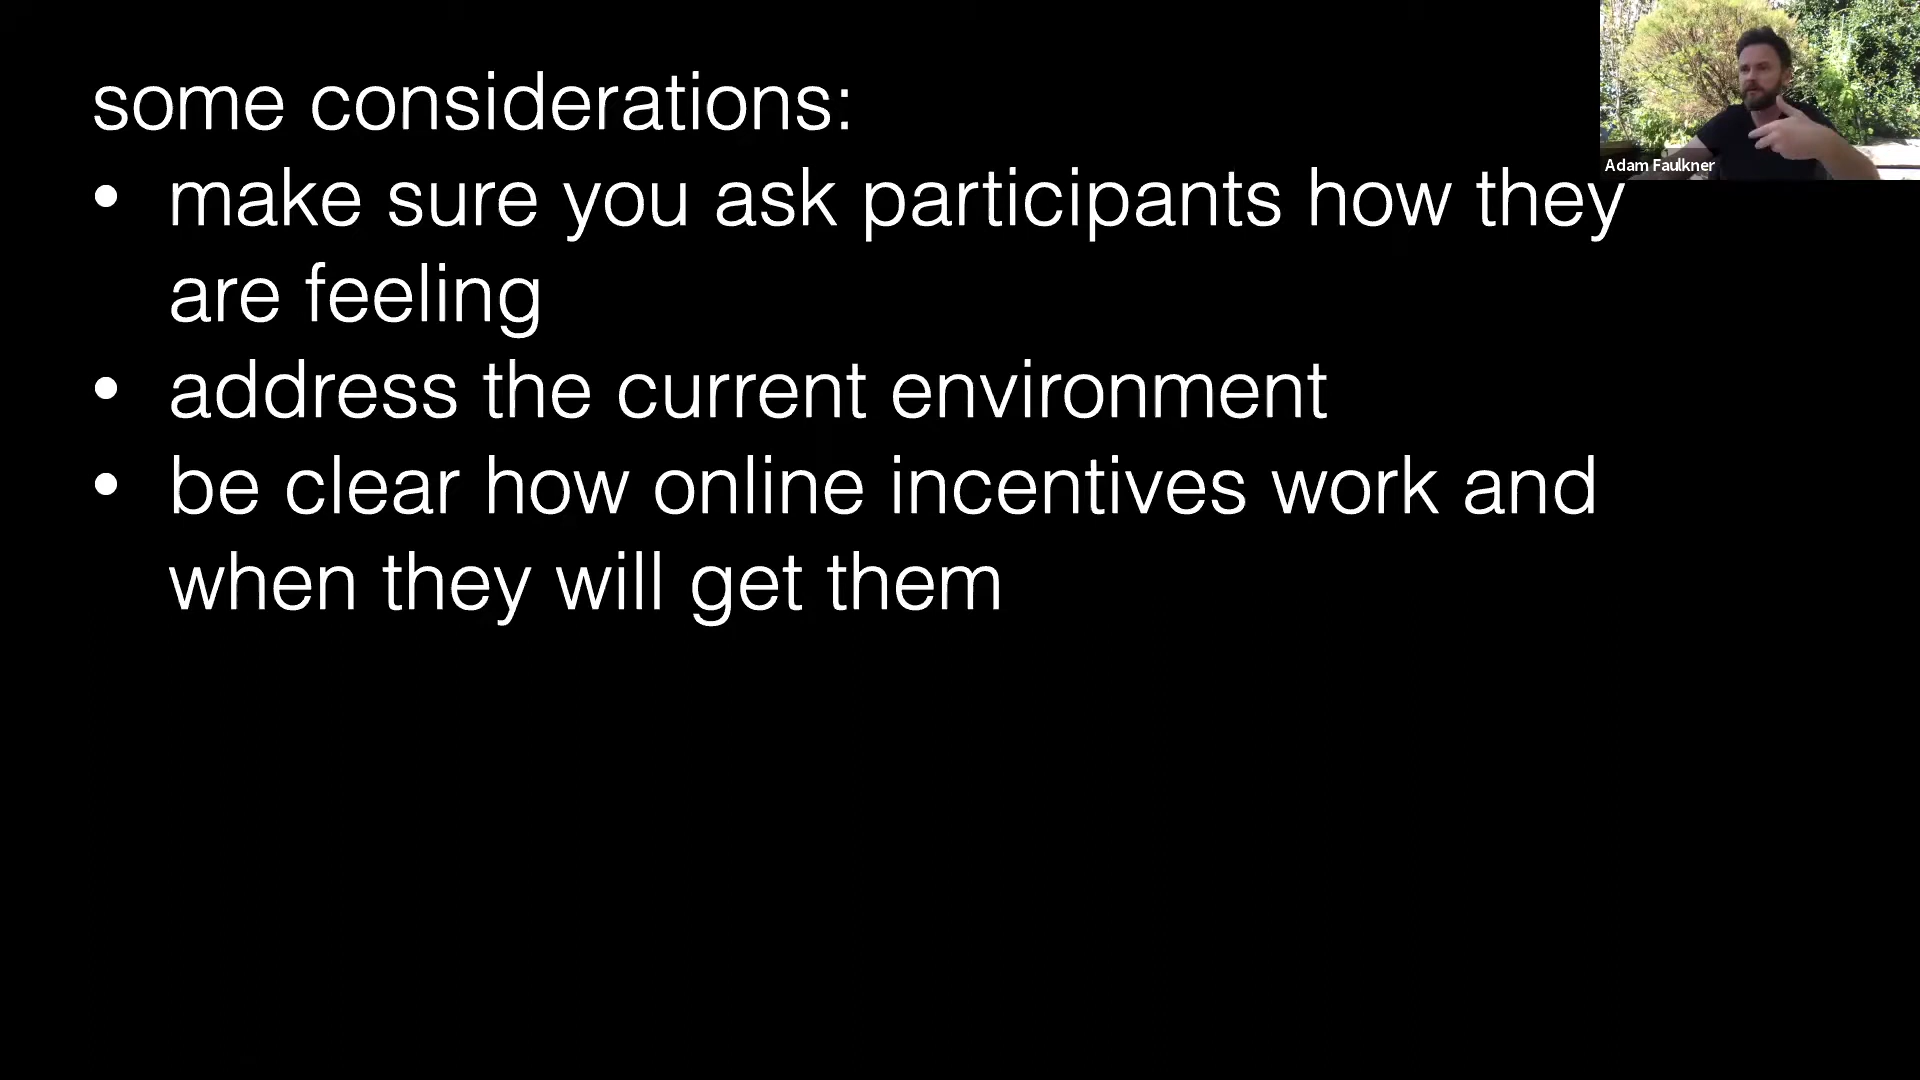 some considerations:
• make sure you ask participants how they
are feeling
• address the current environment
• be clear how online incentives work and
when they will get them
Adam Faulkner